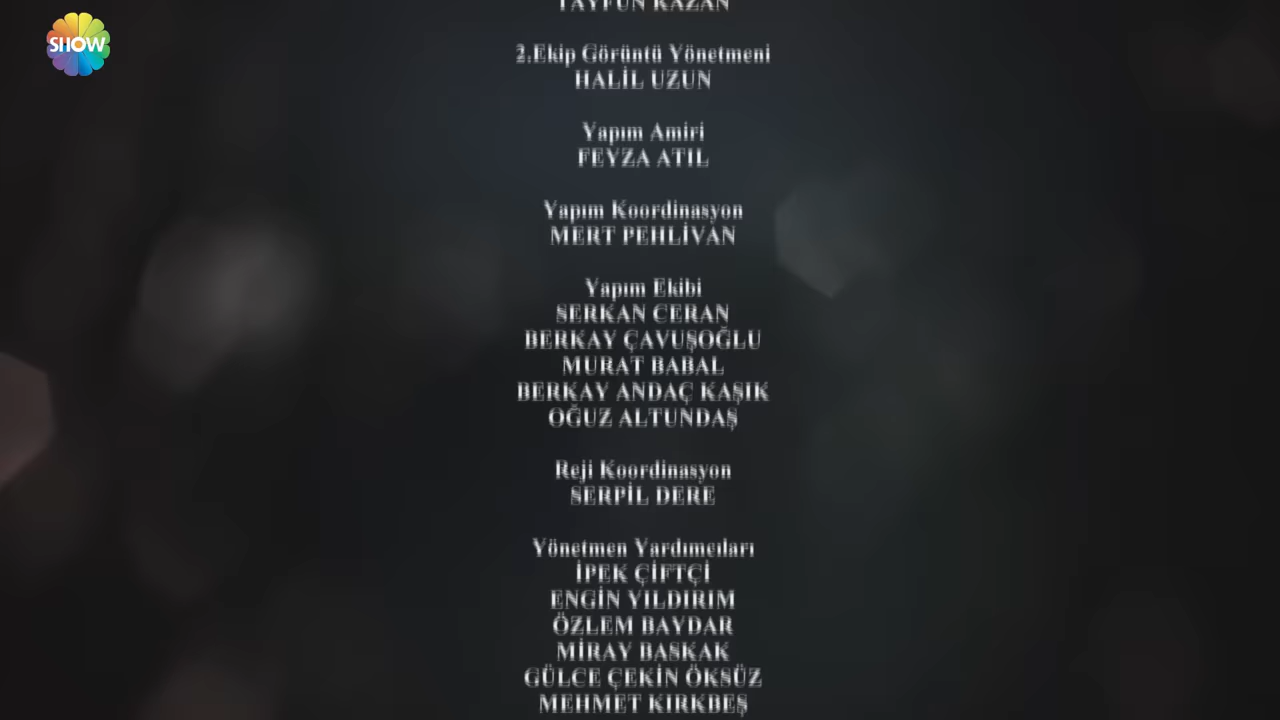 SHOW
TAYFUN KAZAN
2.Ekip Görüntü Yönetmeni
HALİL UZUN
Yapım Amiri
FEYZA ATIL
Yapım Koordinasyon
MERT PEHLİVAN
Yapım Ekibi
SERKAN CERAN
BERKAY ÇAVUŞOĞLU
MURAT BABAL
BERKAY ANDAÇ KAŞIK
OĞUZ ALTUNDAŞ
Reji Koordinasyon
SERPİL DERE
Yönetmen Yardımcıları
İPEK ÇİFTÇİ
ENGİN YILDIRIM
ÖZLEM BAYDAR
MİRAY BASKAK
GÜLCE ÇEKİN ÖKSÜZ
MEHMET KIRKBEŞ